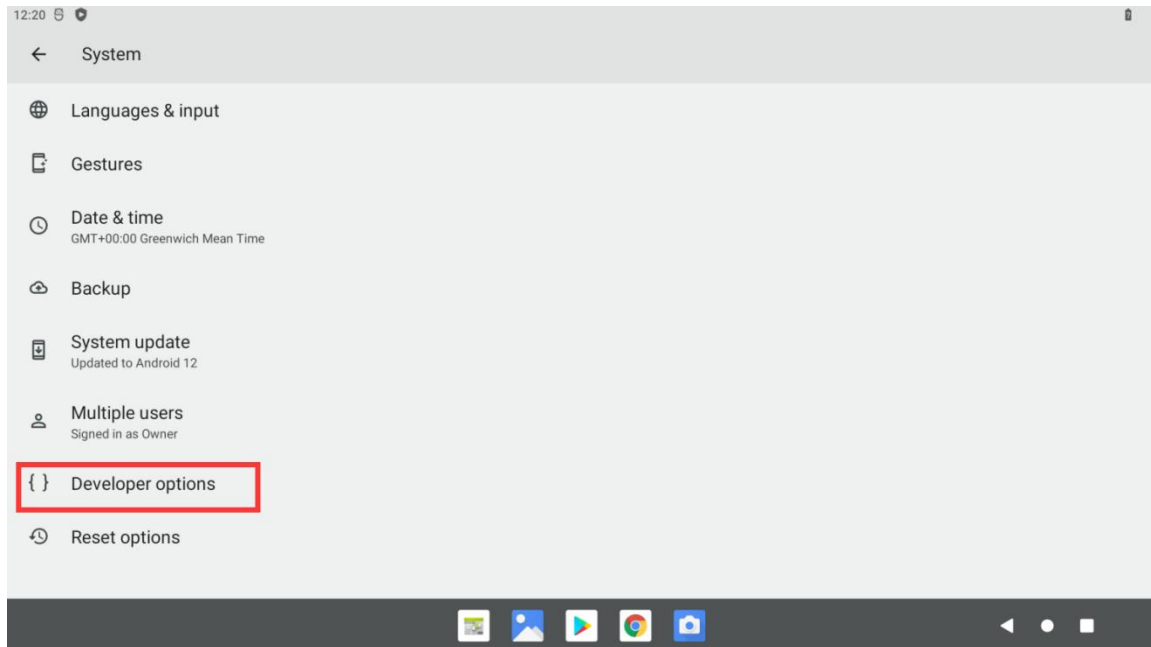 12:20
System
Languages & input
Gestures
Date & time
GMT+00:00 Greenwich Mean Time
Backup
System update
Updated to Android 12
Multiple users
Signed in as Owner
{ } Developer options
Reset options